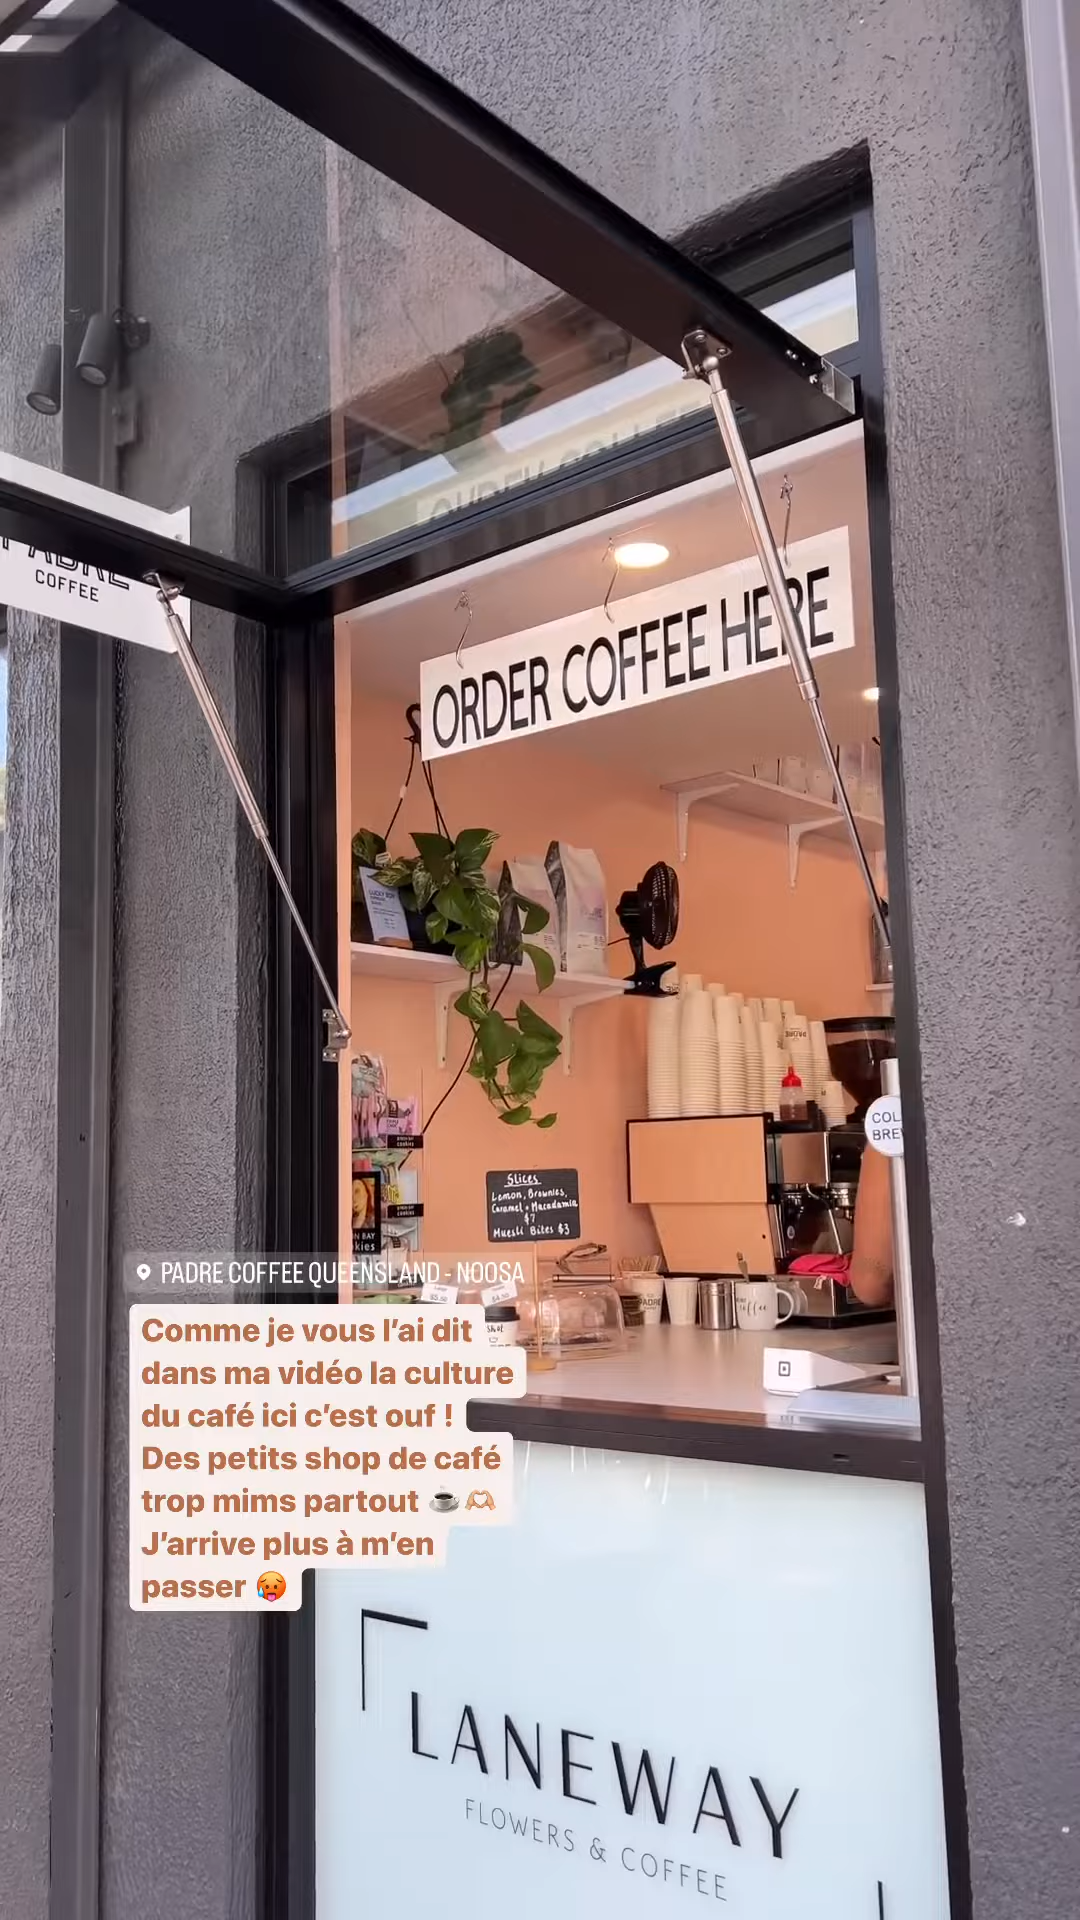 COFFEE
ORDER COFFEE HERE
Slices
Lemon, Brownies,
Caramel + Macadamia
$7
Muesli Bites $3
PADRE COFFEE QUEENSLAND - NOOSA
Comme je vous l’ai dit
dans ma vidéo la culture
du café ici c’est ouf !
Des petits shop de café
trop mims partout ☕🫶🏼
J’arrive plus à m’en
passer 🥵
LANEWAY
FLOWERS & COFFEE